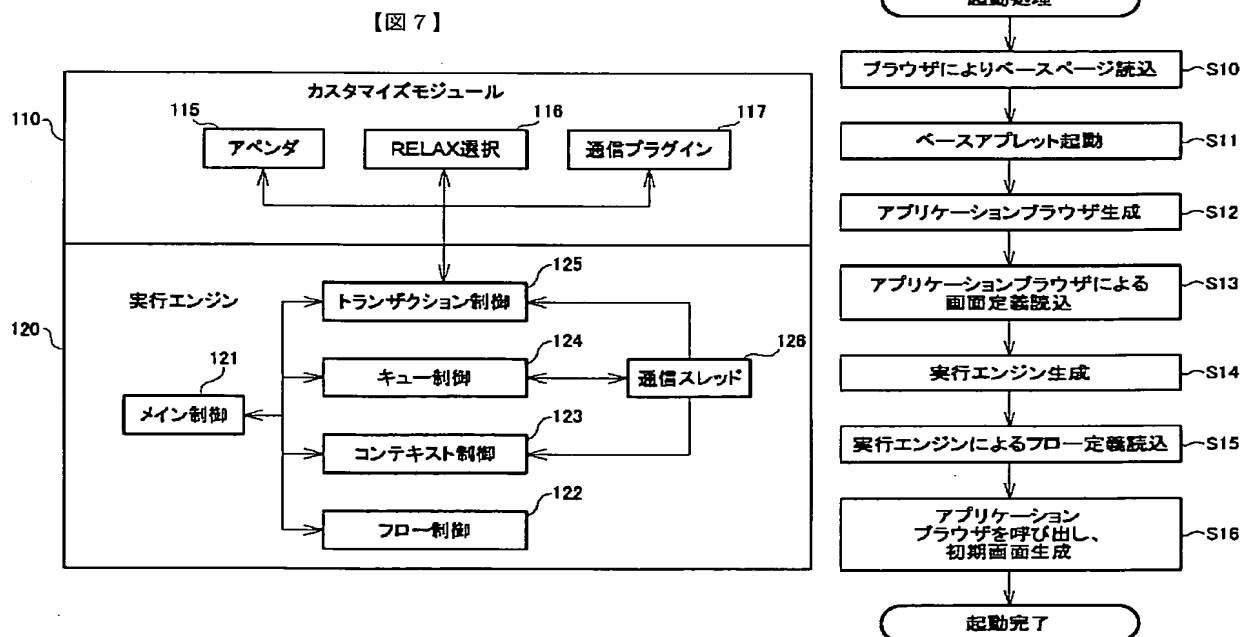 【図７】
カスタマイズモジュール
110
115
アペンダ
116
RELAX選択
117
通信プラグイン
実行エンジン
120
121
メイン制御
125
トランザクション制御
124
キュー制御
126
通信スレッド
123
コンテキスト制御
122
フロー制御
起動処理
ブラウザによりベースページ読込
S10
ベースアプレット起動
S11
アプリケーションブラウザ生成
S12
アプリケーションブラウザによる
画面定義読込
S13
実行エンジン生成
S14
実行エンジンによるフロー定義読込
S15
アプリケーション
ブラウザを呼び出し、
初期画面生成
S16
起動完了